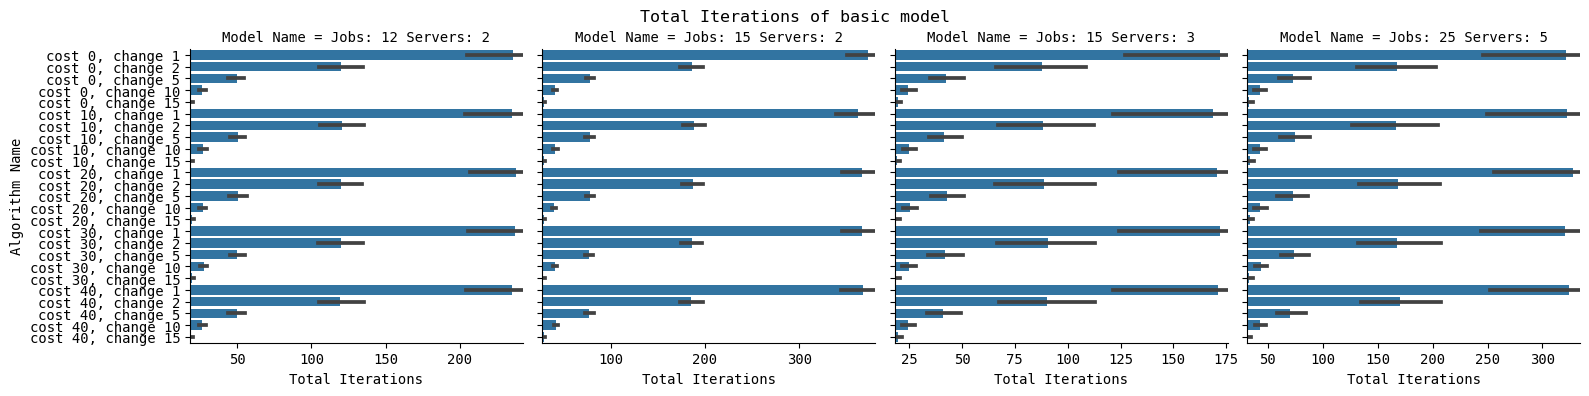 Total Iterations of basic model
Model Name = Jobs: 12 Servers: 2
Model Name = Jobs: 15 Servers: 2
Model Name = Jobs: 15 Servers: 3
Model Name = Jobs: 25 Servers: 5
Algorithm Name
cost 0, change 1
cost 0, change 2
cost 0, change 5
cost 0, change 10
cost 0, change 15
cost 10, change 1
cost 10, change 2
cost 10, change 5
cost 10, change 10
cost 10, change 15
cost 20, change 1
cost 20, change 2
cost 20, change 5
cost 20, change 10
cost 20, change 15
cost 30, change 1
cost 30, change 2
cost 30, change 5
cost 30, change 10
cost 30, change 15
cost 40, change 1
cost 40, change 2
cost 40, change 5
cost 40, change 10
cost 40, change 15
50 100 150 200
100 200 300
25 50 75 100 125 150 175
50 100 150 200 250 300
Total Iterations
Total Iterations
Total Iterations
Total Iterations